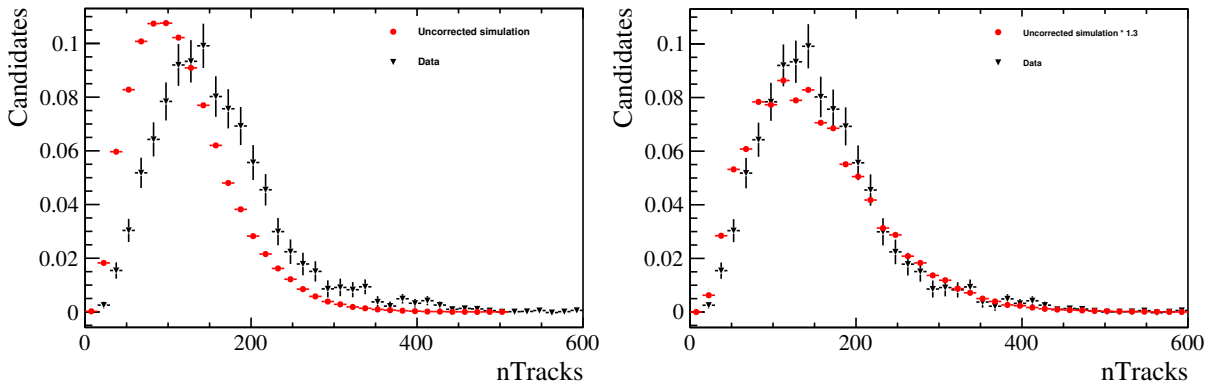 Candidates
0.1
0.08
0.06
0.04
0.02
0
0
200
400
600
nTracks
Uncorrected simulation
Data
Candidates
0.1
0.08
0.06
0.04
0.02
0
0
200
400
600
nTracks
Uncorrected simulation * 1.3
Data